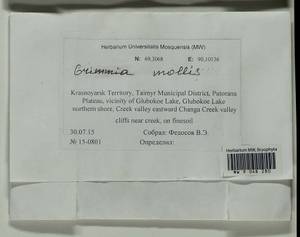 Herbarium Universitatis Mosquensis (MW)
N: 69,3068 E: 90,10136
Grimmia mollis
Krasnoyarsk Territory, Taimyr Municipal District, Putorana
Plateau, vicinity of Glubokoe Lake, Glubokoe Lake
northern shore, Creek valley eastward Changa Creek valley
cliffs near creek, on finesoil
30.07.15 Собрал: Федосов В.Э.
№ 15-0801 Определил:
Herbarium MW, Bryophyta